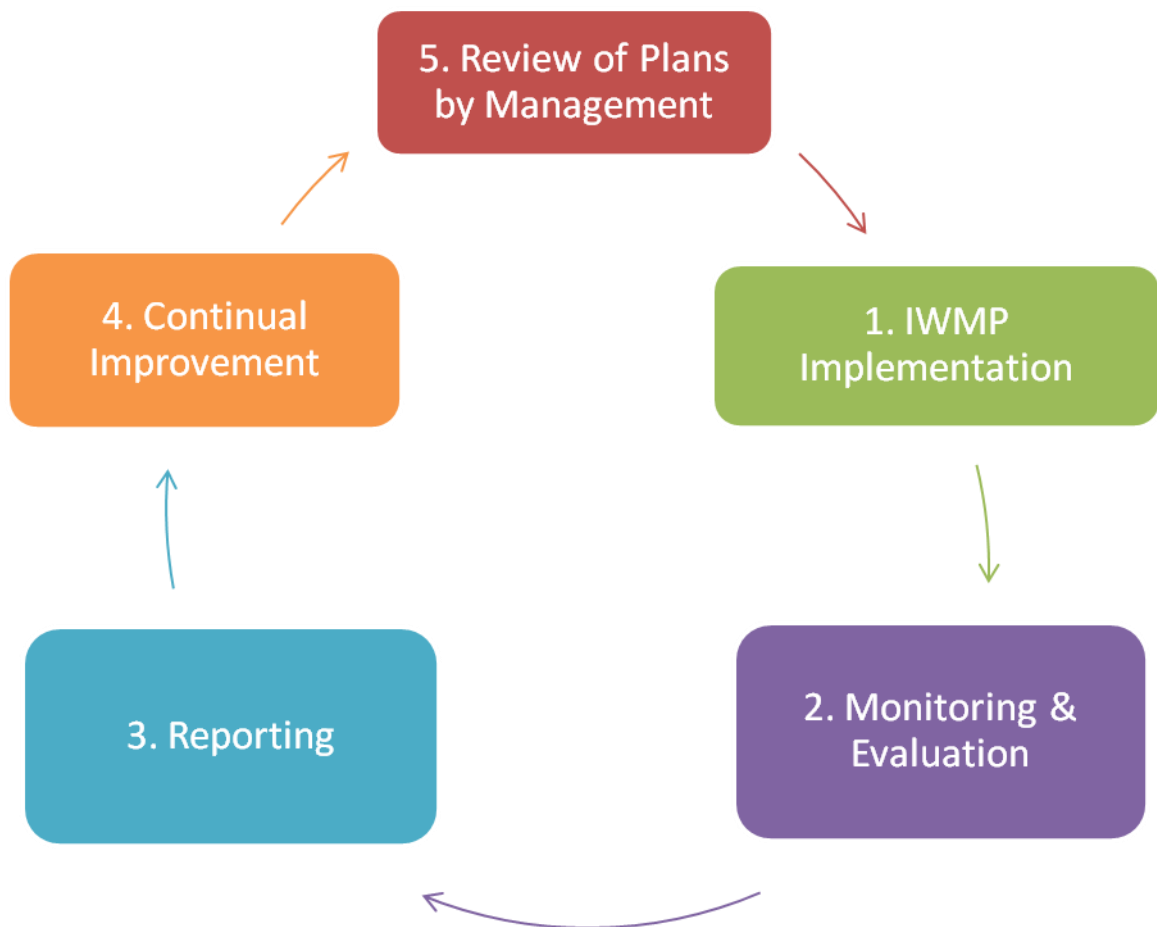 5. Review of Plans
by Management
1. IWMP
Implementation
2. Monitoring &
Evaluation
3. Reporting
4. Continual
Improvement